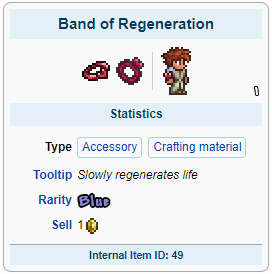 Band of Regeneration
Statistics
Type Accessory Crafting material
Tooltip Slowly regenerates life
Rarity Blue
Sell 1
Internal Item ID: 49